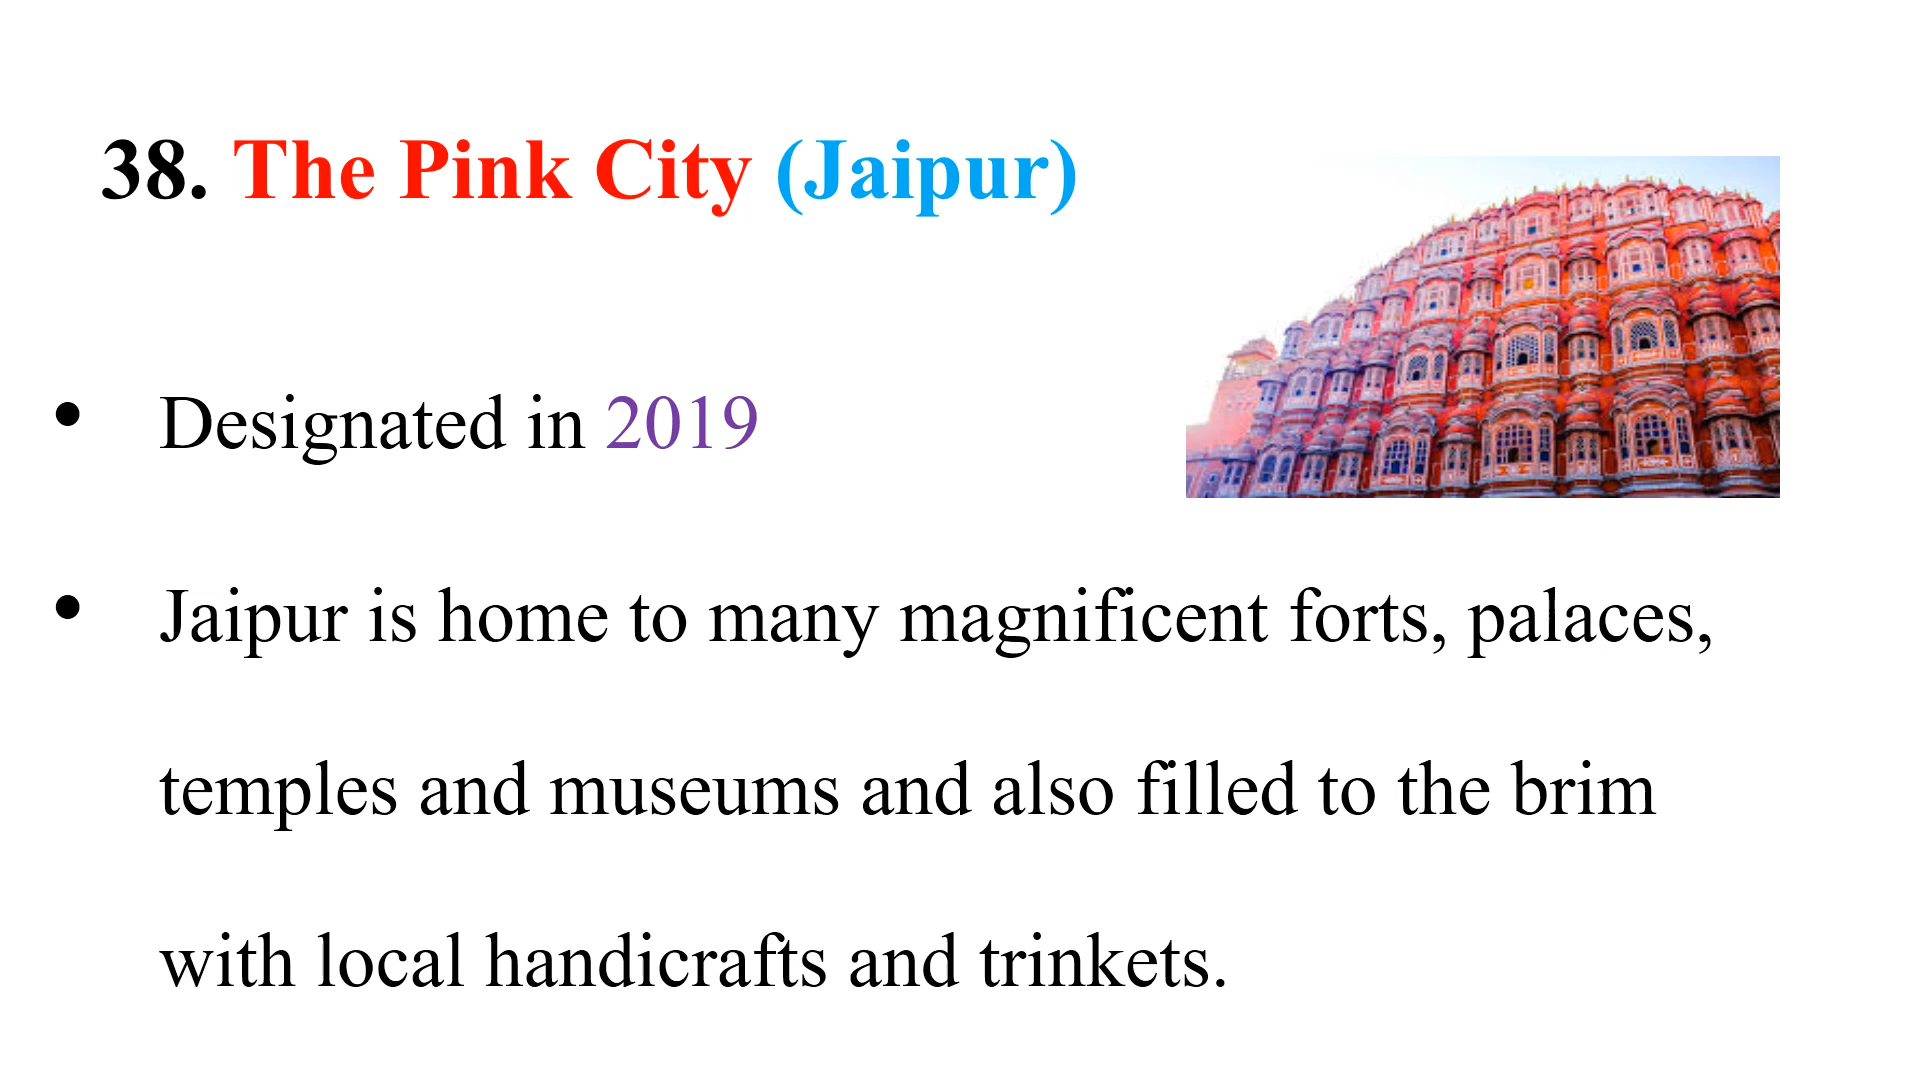 38. The Pink City (Jaipur)
• Designated in 2019
• Jaipur is home to many magnificent forts, palaces,
temples and museums and also filled to the brim
with local handicrafts and trinkets.